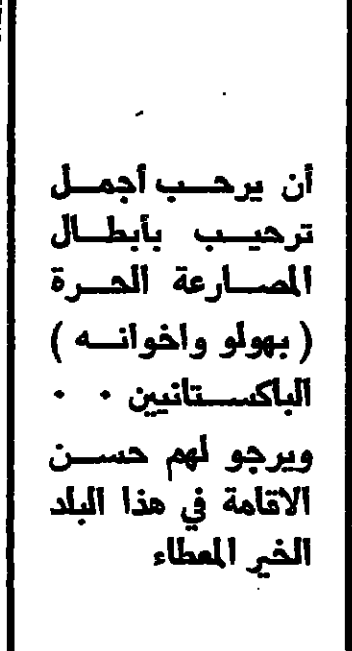 أن يرحب أجمل
ترحيب بأبطال
المصارعة الحرة
( بهولو واخوانه )
الباكستانيين ٠ ٠
ويرجو لهم حسن
الاقامة في هذا البلد
الخير المعطاء